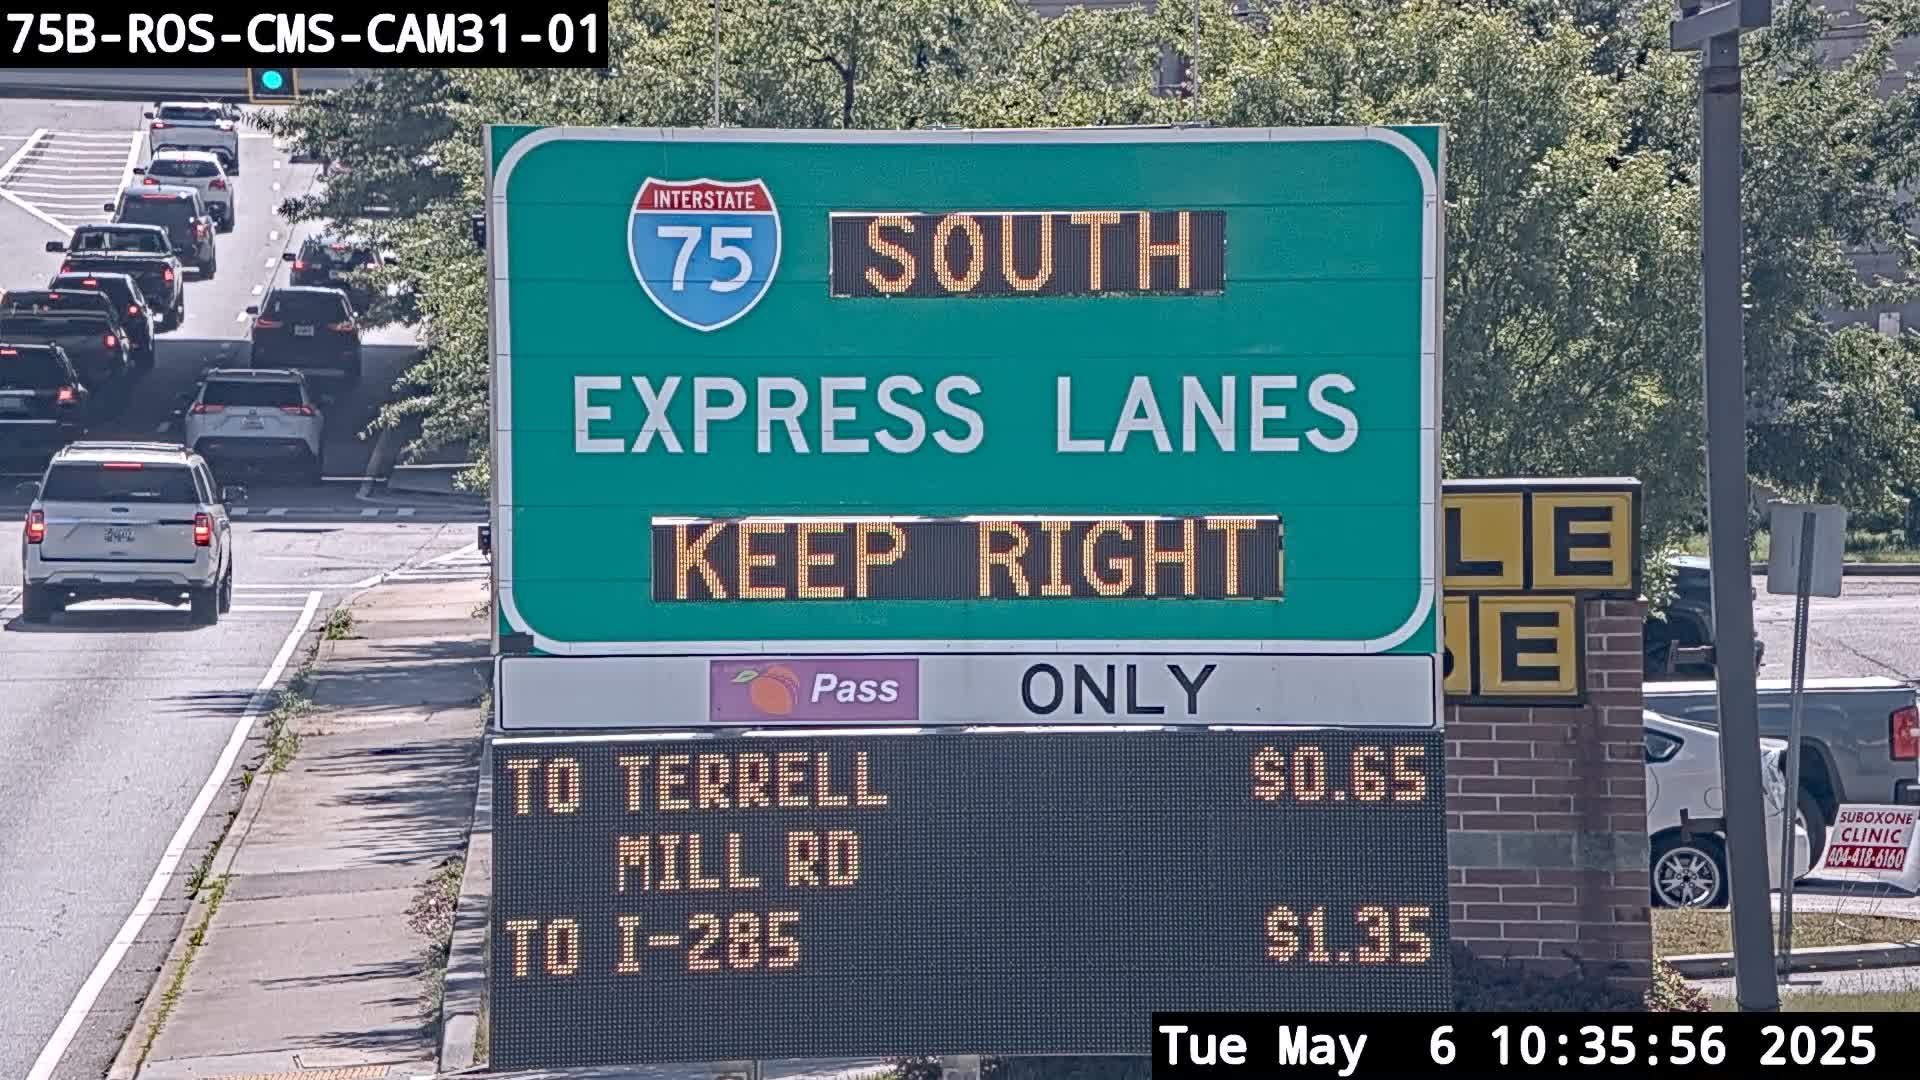 75B-ROS-CMS-CAM31-01
INTERSTATE
75
SOUTH
EXPRESS LANES
KEEP RIGHT
Pass ONLY
TO TERRELL $0.65
MILL RD
TO I-285 $1.35
LE
E
SUBOXONE
CLINIC
404-418-6160
Tue May 6 10:35:56 2025